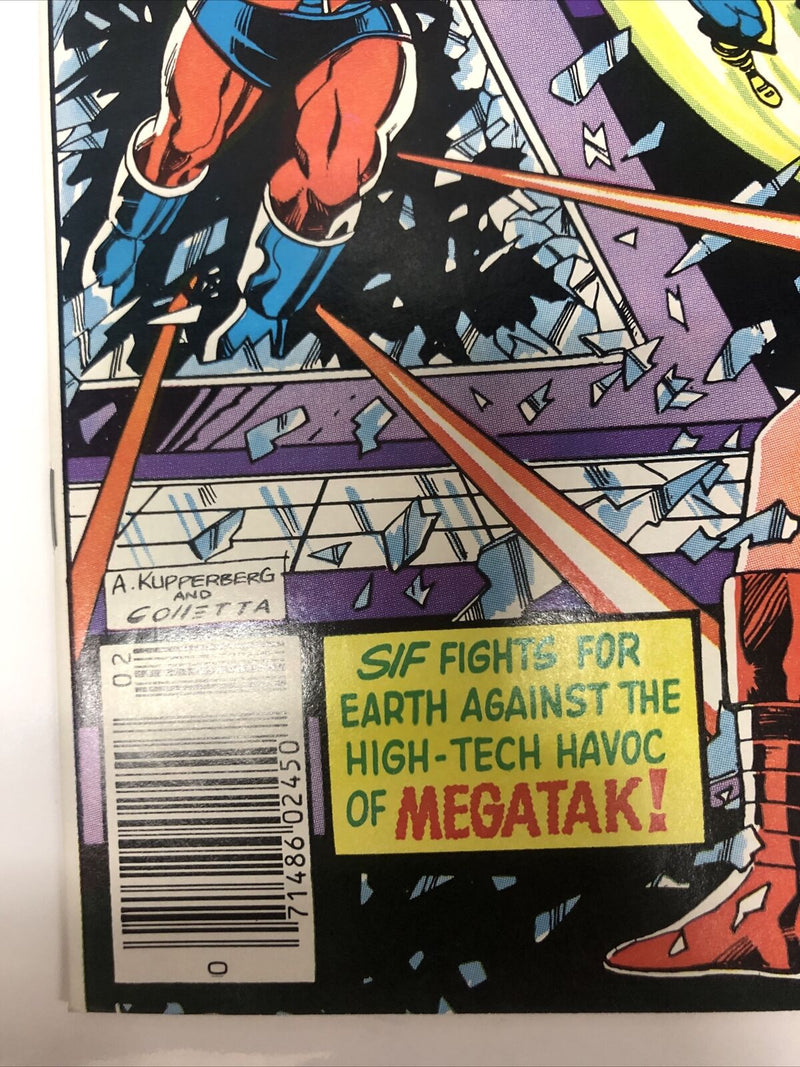 A. KUPPERBERG
AND
COLLETTA
02
71486 02450
0
SIF FIGHTS FOR
EARTH AGAINST THE
HIGH-TECH HAVOC
OF MEGATAK!